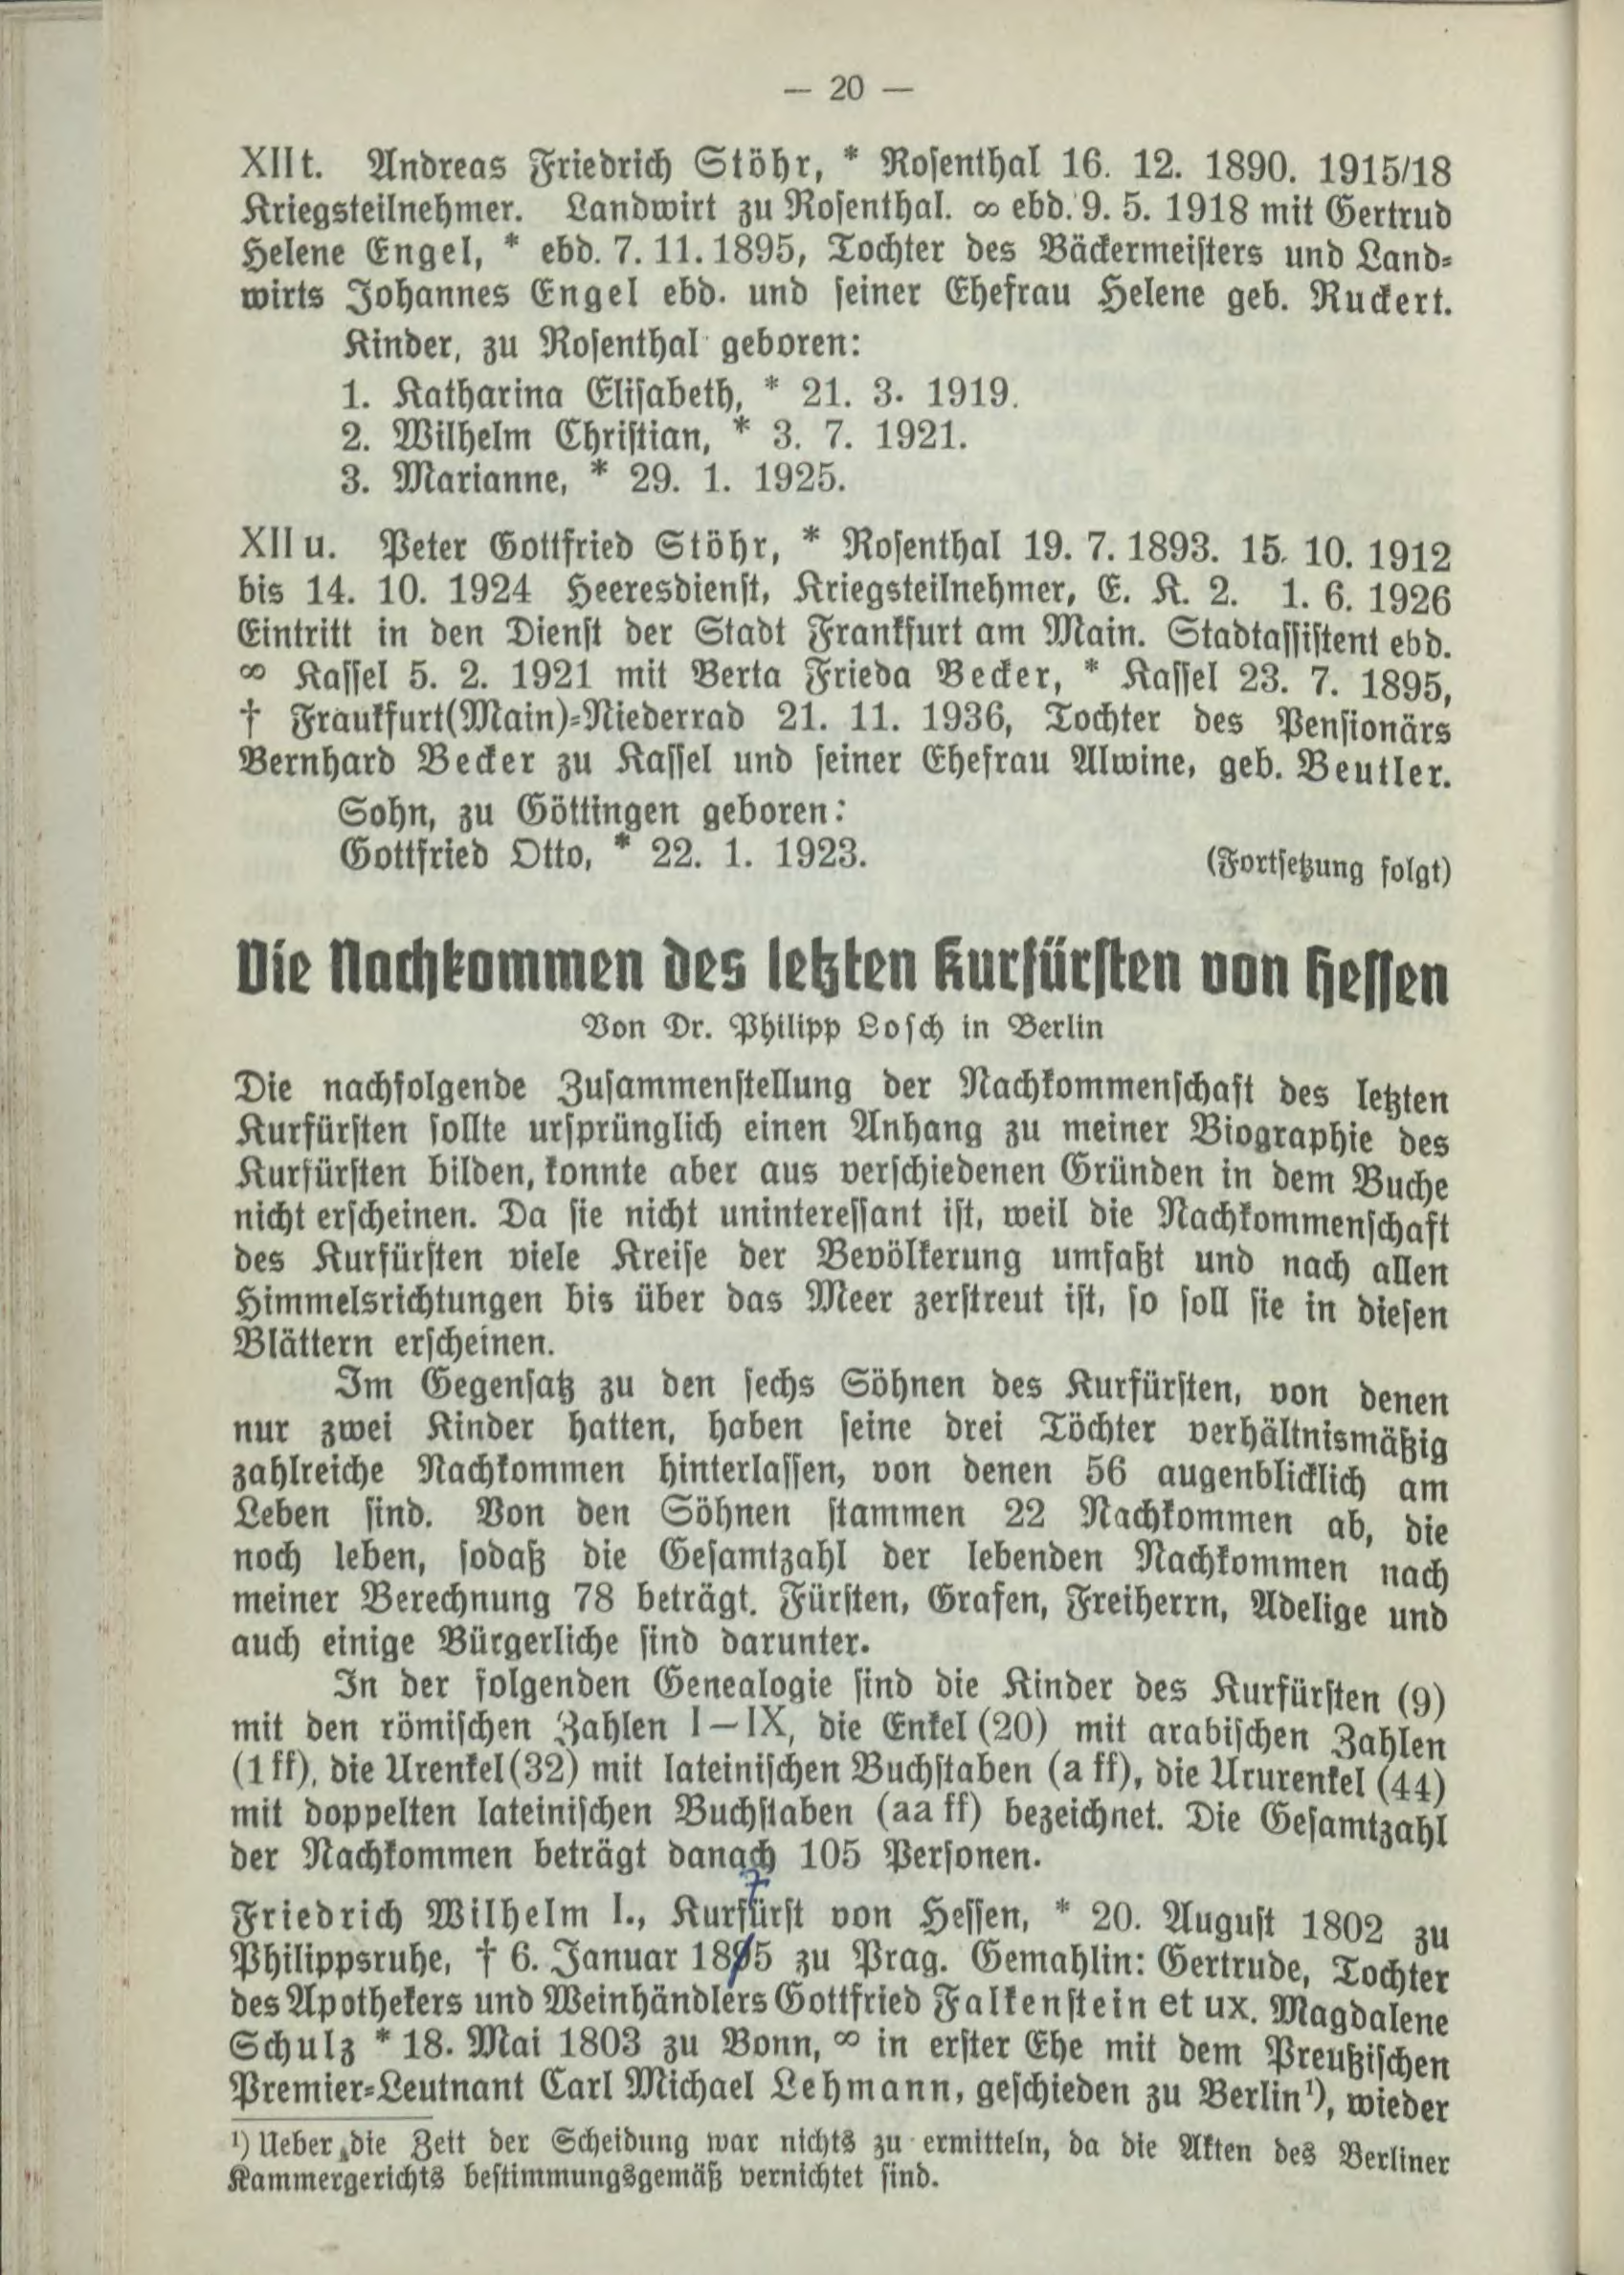 — 20 —
XII t. Andreas Friedrich Stöhr, * Rosenthal 16. 12. 1890. 1915/18
Kriegsteilnehmer. Landwirt zu Rosenthal. ∞ ebd. 9. 5. 1918 mit Gertrud
Helene Engel, * ebd. 7. 11. 1895, Tochter des Bäckermeisters und Land-
wirts Johannes Engel ebd. und seiner Ehefrau Helene geb. Ruckert.
Kinder, zu Rosenthal geboren:
1. Katharina Elisabeth, * 21. 3. 1919.
2. Wilhelm Christian, * 3. 7. 1921.
3. Marianne, * 29. 1. 1925.
XII u. Peter Gottfried Stöhr, * Rosenthal 19. 7. 1893. 15. 10. 1912
bis 14. 10. 1924 Heeresdienst, Kriegsteilnehmer, E. K. 2. 1. 6. 1926
Eintritt in den Dienst der Stadt Frankfurt am Main. Stadtassistent ebd.
∞ Kassel 5. 2. 1921 mit Berta Frieda Becker, * Kassel 23. 7. 1895,
† Fraukfurt(Main)-Niederrad 21. 11. 1936, Tochter des Pensionärs
Bernhard Becker zu Kassel und seiner Ehefrau Alwine, geb. Beutler.
Sohn, zu Göttingen geboren:
Gottfried Otto, * 22. 1. 1923.
(Fortsetzung folgt)
Die Nachkommen des letzten Kurfürsten von Hessen
Von Dr. Philipp Losch in Berlin
Die nachfolgende Zusammenstellung der Nachkommenschaft des letzten
Kurfürsten sollte ursprünglich einen Anhang zu meiner Biographie des
Kurfürsten bilden, konnte aber aus verschiedenen Gründen in dem Buche
nicht erscheinen. Da sie nicht uninteressant ist, weil die Nachkommenschaft
des Kurfürsten viele Kreise der Bevölkerung umfaßt und nach allen
Himmelsrichtungen bis über das Meer zerstreut ist, so soll sie in diesen
Blättern erscheinen.
Im Gegensatz zu den sechs Söhnen des Kurfürsten, von denen
nur zwei Kinder hatten, haben seine drei Töchter verhältnismäßig
zahlreiche Nachkommen hinterlassen, von denen 56 augenblicklich am
Leben sind. Von den Söhnen stammen 22 Nachkommen ab, die
noch leben, sodaß die Gesamtzahl der lebenden Nachkommen nach
meiner Berechnung 78 beträgt. Fürsten, Grafen, Freiherrn, Adelige und
auch einige Bürgerliche sind darunter.
In der folgenden Genealogie sind die Kinder des Kurfürsten (9)
mit den römischen Zahlen I—IX, die Enkel (20) mit arabischen Zahlen
(1 ff), die Urenkel (32) mit lateinischen Buchstaben (a ff), die Ururenkel (44)
mit doppelten lateinischen Buchstaben (aa ff) bezeichnet. Die Gesamtzahl
der Nachkommen beträgt danach 105 Personen.
7
Friedrich Wilhelm I., Kurfürst von Hessen, * 20. August 1802 zu
Philippsruhe, † 6. Januar 1895 zu Prag. Gemahlin: Gertrude, Tochter
des Apothekers und Weinhändlers Gottfried Falkenstein et ux. Magdalene
Schulz * 18. Mai 1803 zu Bonn, ∞ in erster Ehe mit dem Preußischen
Premier-Leutnant Carl Michael Lehmann, geschieden zu Berlin¹), wieder
¹) Ueber die Zeit der Scheidung war nichts zu ermitteln, da die Akten des Berliner
Kammergerichts bestimmungsgemäß vernichtet sind.